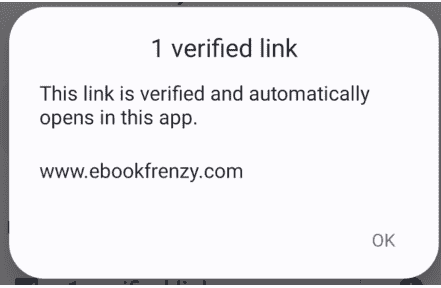 1 verified link
This link is verified and automatically
opens in this app.
www.ebookfrenzy.com
OK